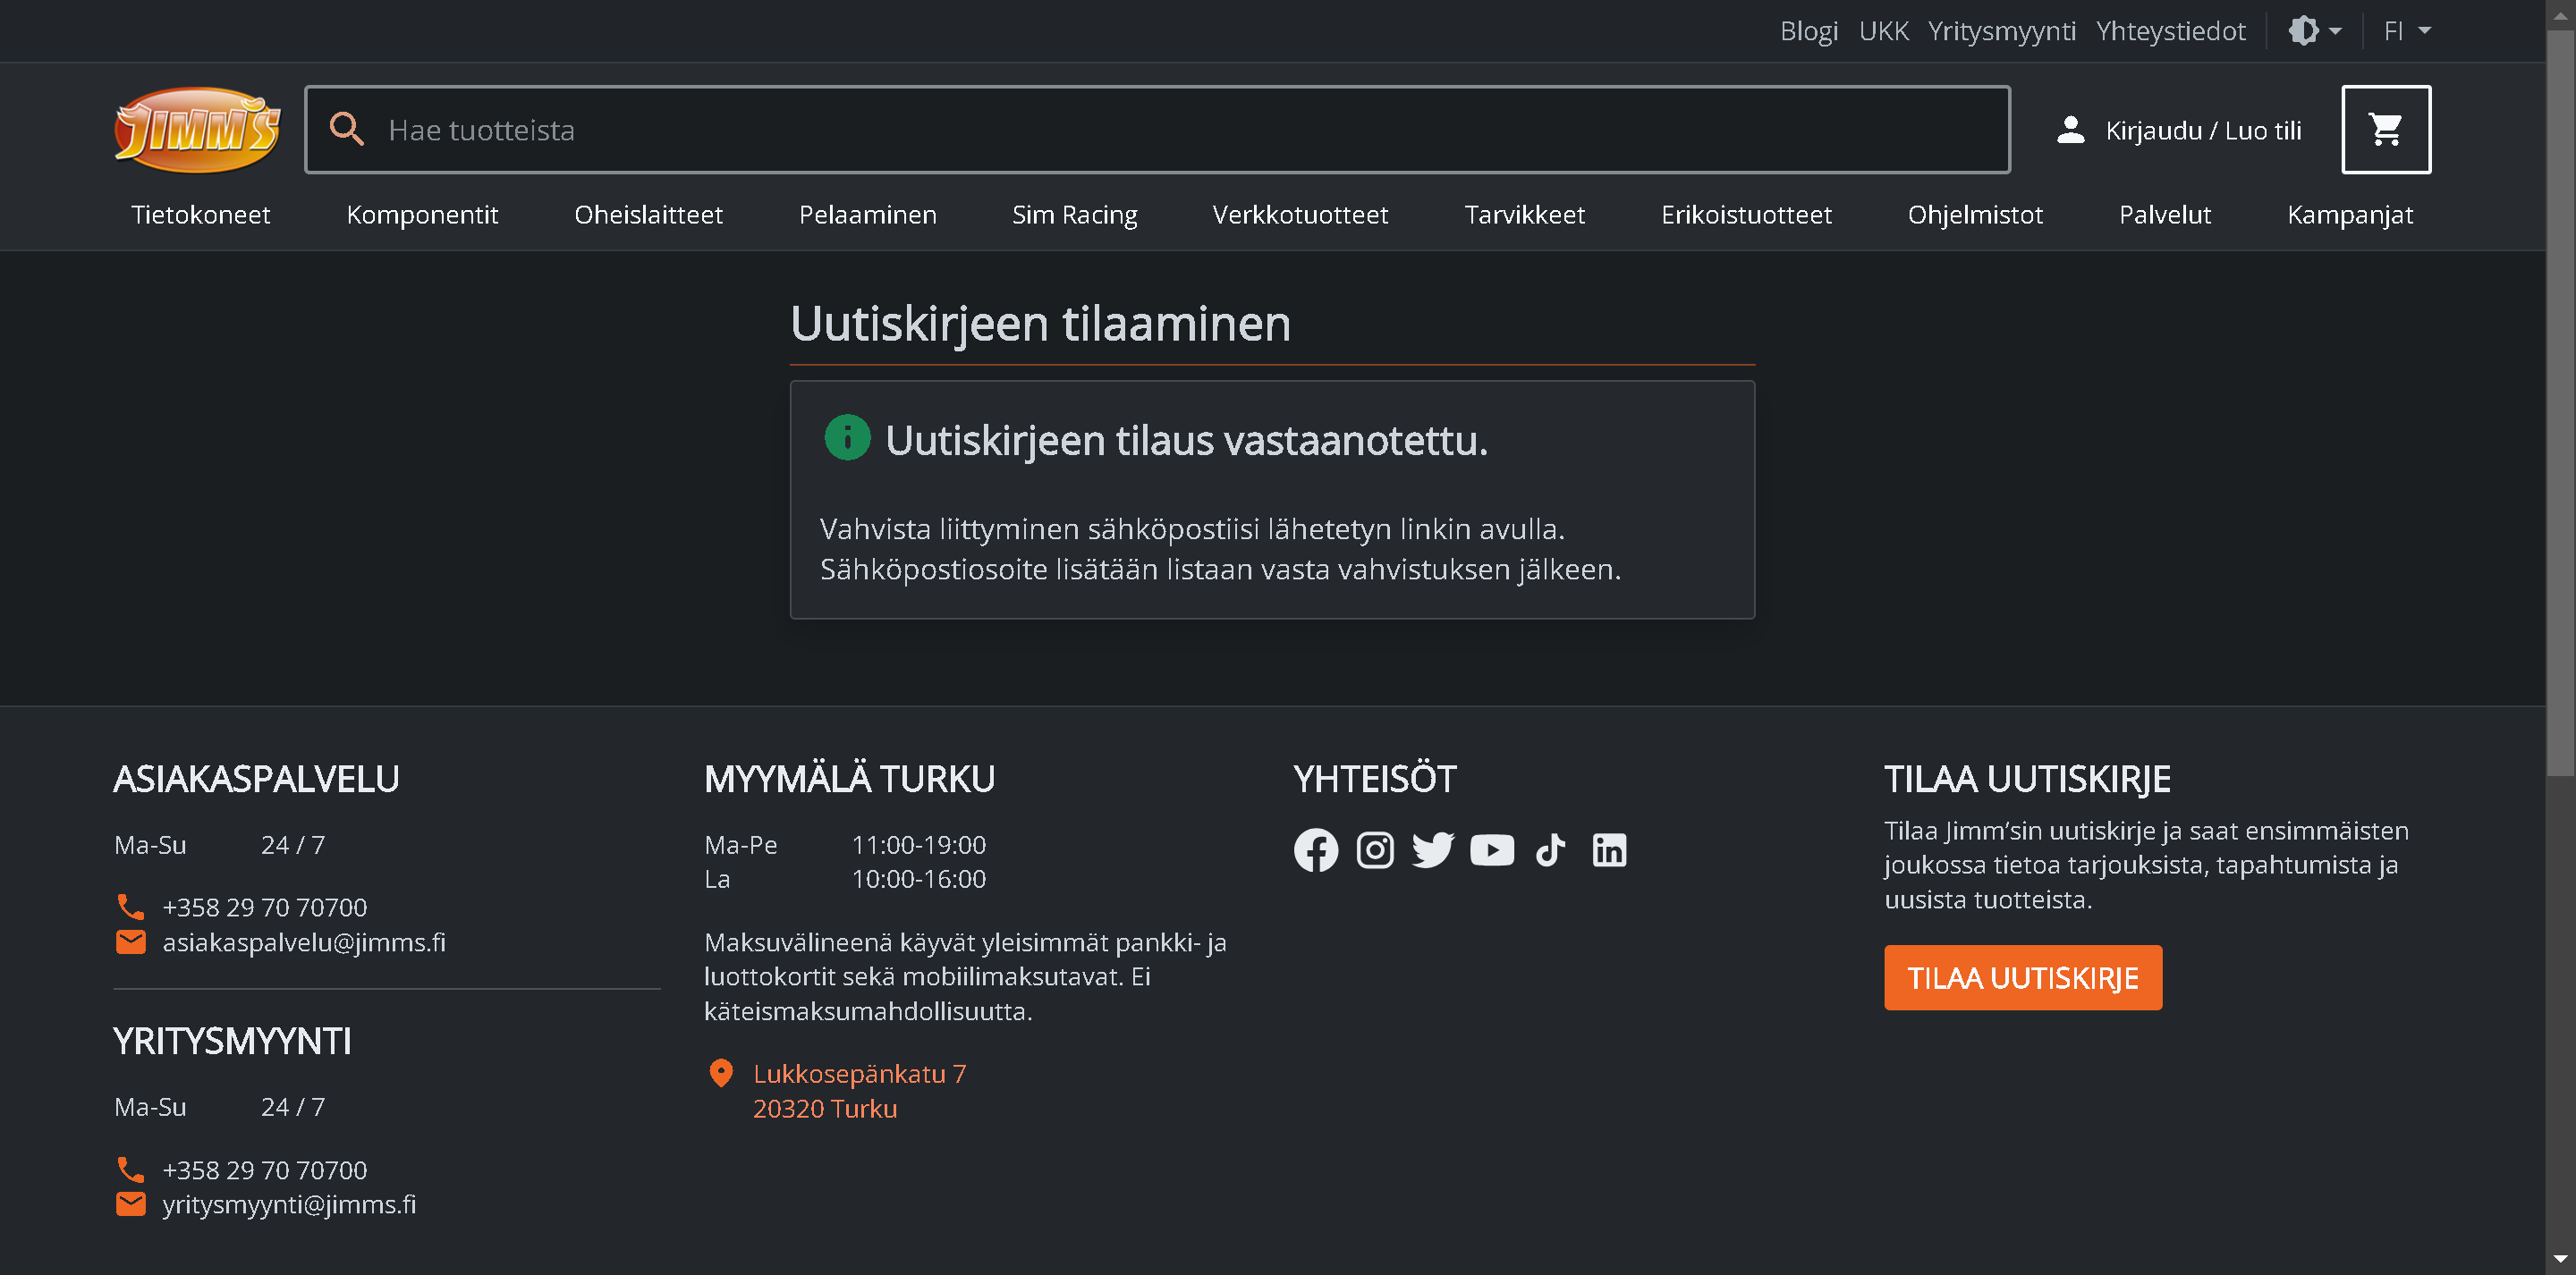 Blogi UKK Yritysmyynti Yhteystiedot FI
JIMM'S
Hae tuotteista
Kirjaudu / Luo tili
Tietokoneet Komponentit Oheislaitteet Pelaaminen Sim Racing Verkkotuotteet Tarvikkeet Erikoistuotteet Ohjelmistot Palvelut Kampanjat
Uutiskirjeen tilaaminen
Uutiskirjeen tilaus vastaanotettu.
Vahvista liittyminen sähköpostiisi lähetetyn linkin avulla.
Sähköpostiosoite lisätään listaan vasta vahvistuksen jälkeen.
ASIAKASPALVELU
Ma-Su 24 / 7
+358 29 70 70700
asiakaspalvelu@jimms.fi
YRITYSMYYNTI
Ma-Su 24 / 7
+358 29 70 70700
yritysmyynti@jimms.fi
MYYMÄLÄ TURKU
Ma-Pe 11:00-19:00
La 10:00-16:00
Maksuvälineenä käyvät yleisimmät pankki- ja
luottokortit sekä mobiilimaksutavat. Ei
käteismaksumahdollisuutta.
Lukkosepänkatu 7
20320 Turku
YHTEISÖT
TILAA UUTISKIRJE
Tilaa Jimm’sin uutiskirje ja saat ensimmäisten
joukossa tietoa tarjouksista, tapahtumista ja
uusista tuotteista.
TILAA UUTISKIRJE